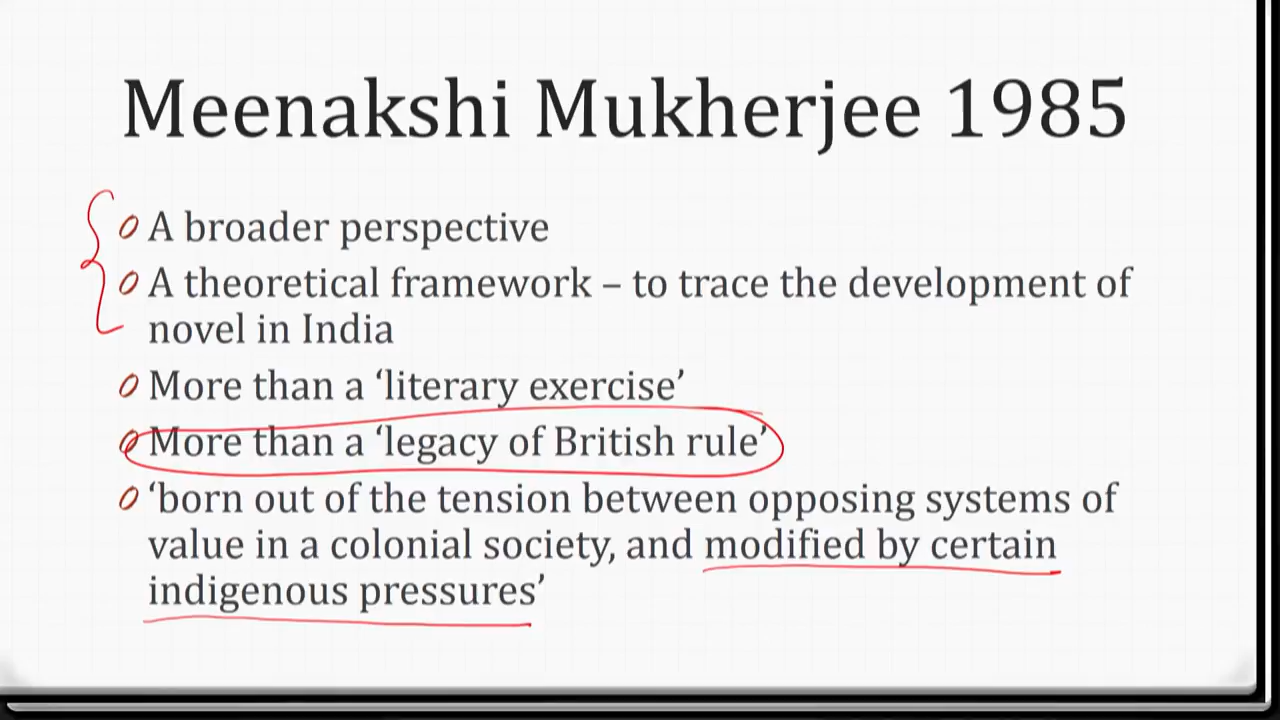 Meenakshi Mukherjee 1985
A broader perspective
A theoretical framework – to trace the development of
novel in India
More than a ‘literary exercise’
More than a ‘legacy of British rule’
‘born out of the tension between opposing systems of
value in a colonial society, and modified by certain
indigenous pressures’